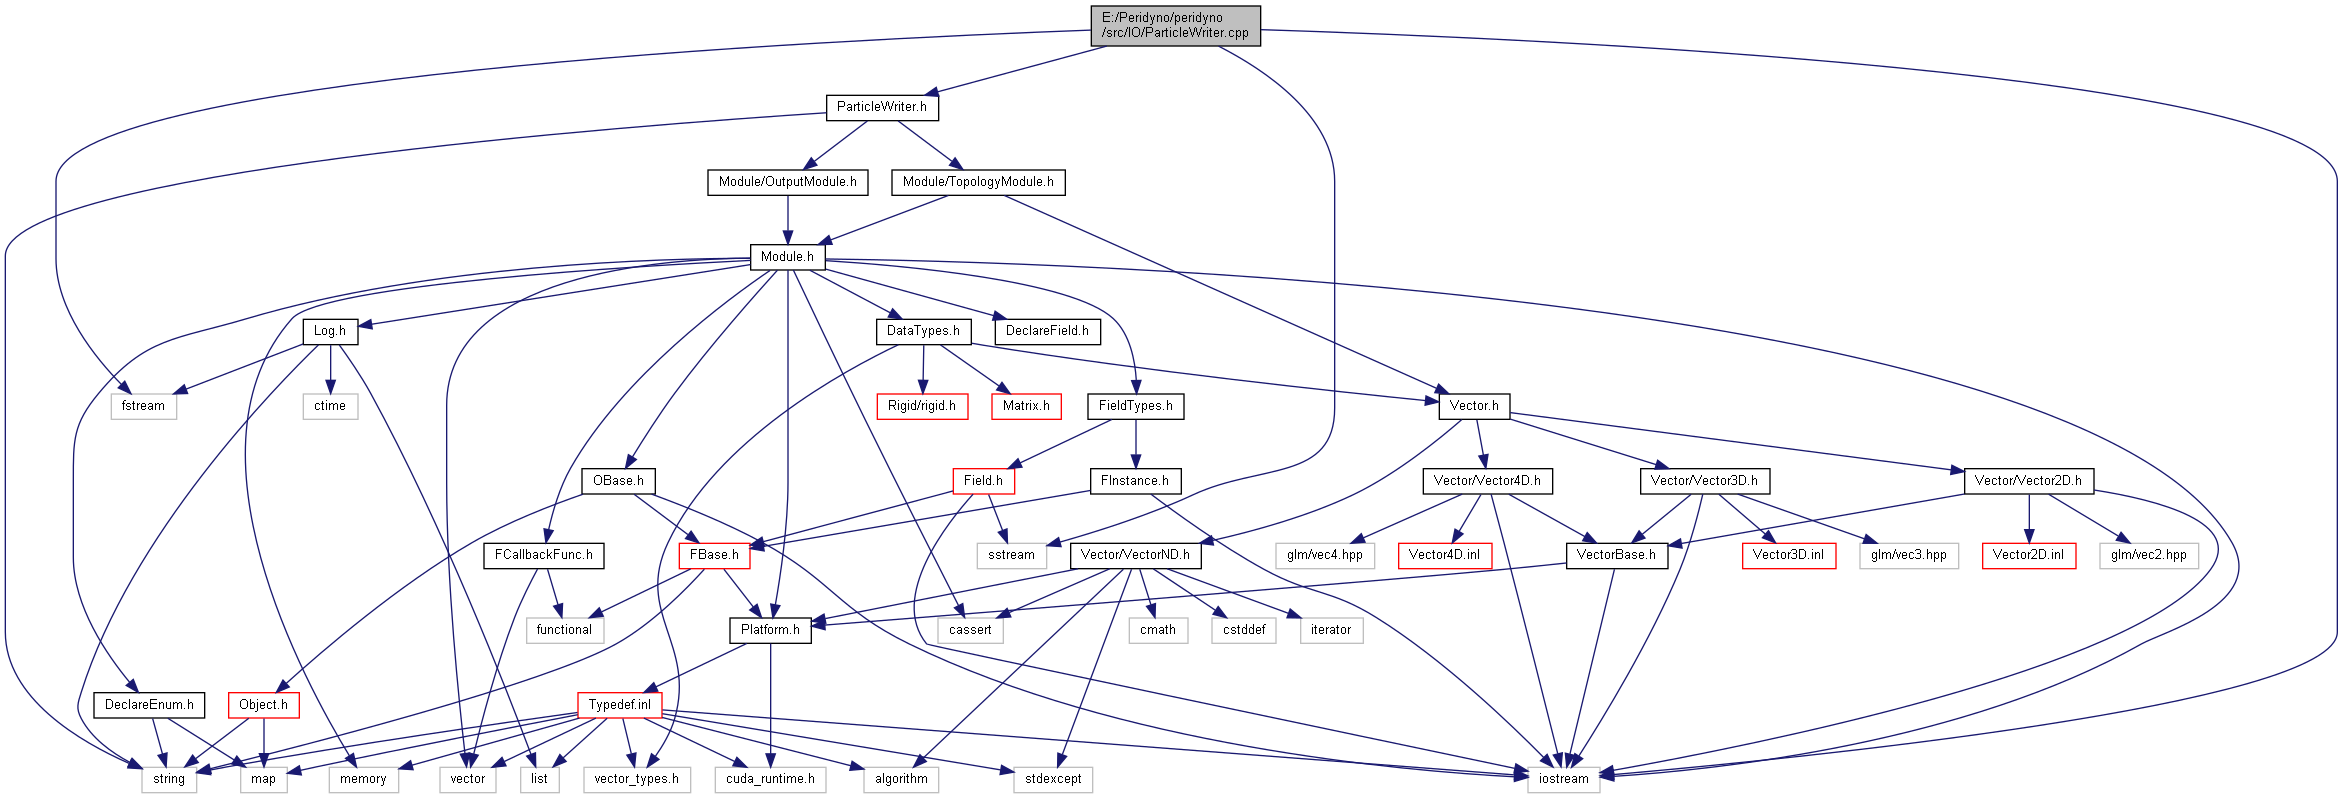 E:/Peridyno/peridyno
/src/IO/ParticleWriter.cpp
ParticleWriter.h
Module/OutputModule.h
Module/TopologyModule.h
Module.h
Log.h
DataTypes.h
DeclareField.h
fstream
ctime
Rigid/rigid.h
Matrix.h
FieldTypes.h
Vector.h
OBase.h
Field.h
FInstance.h
Vector/Vector4D.h
Vector/Vector3D.h
Vector/Vector2D.h
FCallbackFunc.h
FBase.h
sstream
Vector/VectorND.h
glm/vec4.hpp
Vector4D.inl
VectorBase.h
Vector3D.inl
glm/vec3.hpp
Vector2D.inl
glm/vec2.hpp
functional
Platform.h
cassert
cmath
cstddef
iterator
DeclareEnum.h
Object.h
Typedef.inl
string
map
memory
vector
list
vector_types.h
cuda_runtime.h
algorithm
stdexcept
iostream